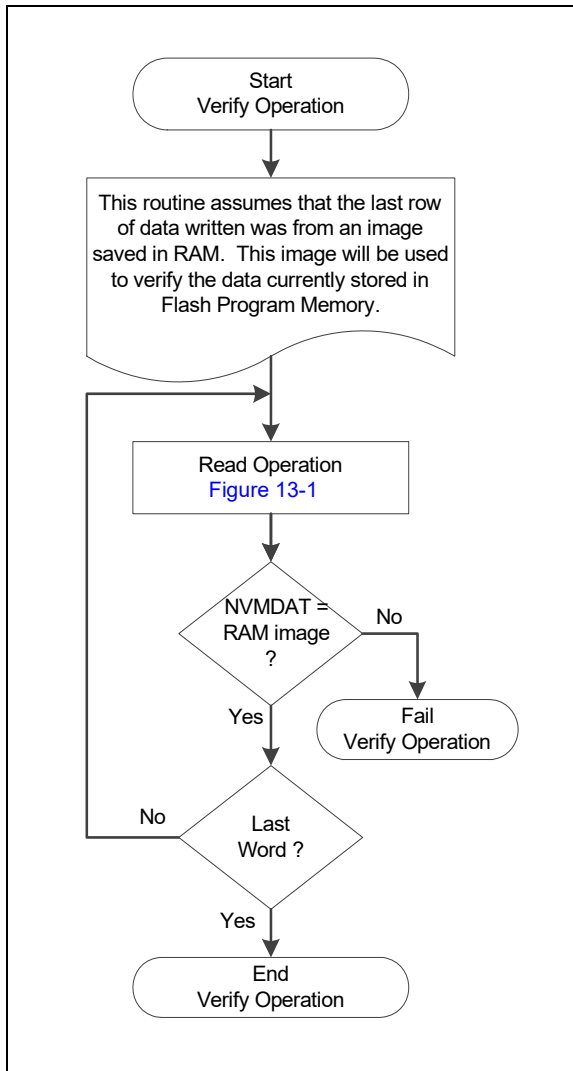 Start
Verify Operation
This routine assumes that the last row
of data written was from an image
saved in RAM.  This image will be used
to verify the data currently stored in
Flash Program Memory.
Read Operation
Figure 13-1
NVMDAT =
RAM image
?
No
Yes
Fail
Verify Operation
No
Last
Word ?
Yes
End
Verify Operation